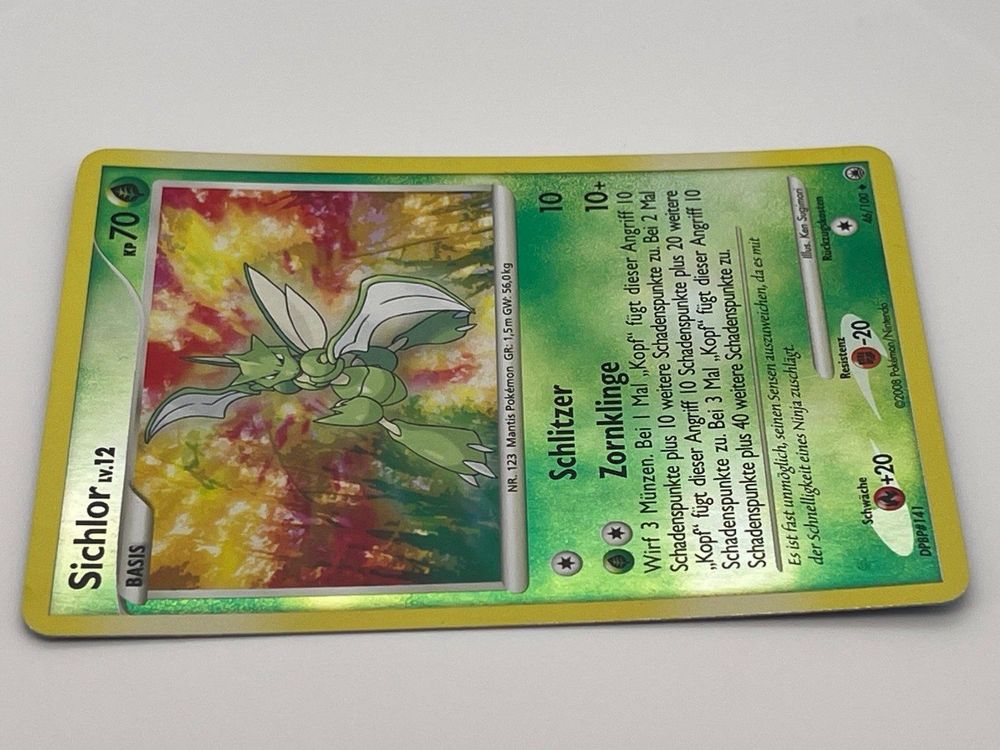 BASIS
Sichlor LV.12
KP 70
NR. 123 Mantis Pokémon GR: 1,5m GW: 56,0kg
Schlitzer 10
Zornklinge 10+
Wirf 3 Münzen. Bei 1 Mal „Kopf“ fügt dieser Angriff 10
Schadenspunkte plus 10 weitere Schadenspunkte zu. Bei 2 Mal
„Kopf“ fügt dieser Angriff 10 Schadenspunkte plus 20 weitere
Schadenspunkte zu. Bei 3 Mal „Kopf“ fügt dieser Angriff 10
Schadenspunkte plus 40 weitere Schadenspunkte zu.
Es ist fast unmöglich, seinen Sensen auszuweichen, da es mit
der Schnelligkeit eines Ninja zuschlägt.
Illus. Ken Sugimori
Schwäche Resistenz Rückzugskosten
+20 -20
DPBP#141 ©2008 Pokémon/Nintendo 46/100